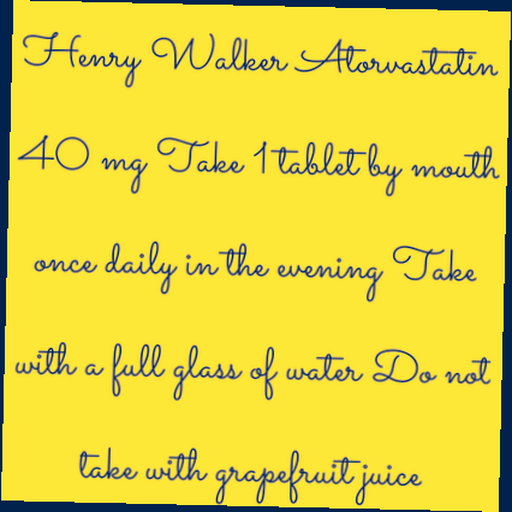 Henry Walker Atorvastatin
40 mg Take 1 tablet by mouth
once daily in the evening Take
with a full glass of water Do not
take with grapefruit juice